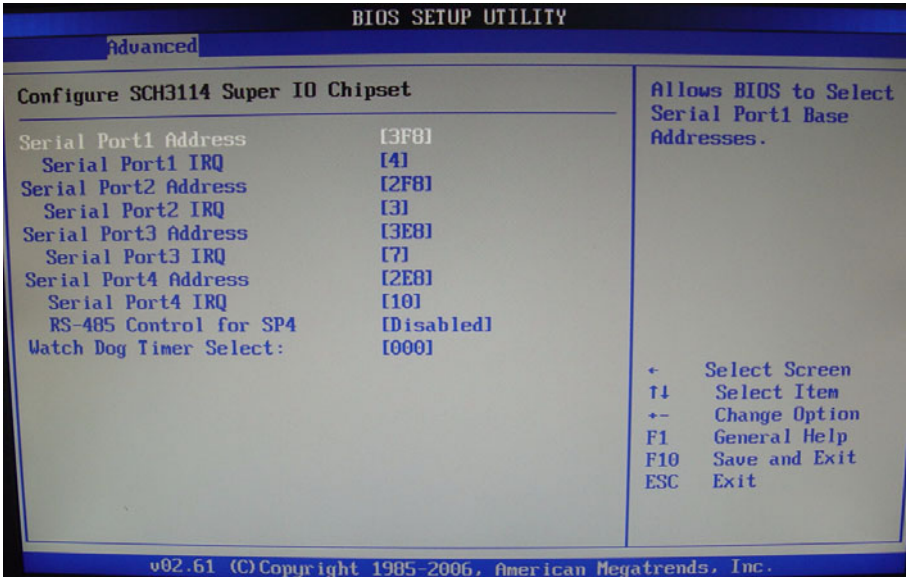 BIOS SETUP UTILITY
Advanced
Configure SCH3114 Super IO Chipset
Serial Port1 Address [3F8]
Serial Port1 IRQ [4]
Serial Port2 Address [2F8]
Serial Port2 IRQ [3]
Serial Port3 Address [3E8]
Serial Port3 IRQ [7]
Serial Port4 Address [2E8]
Serial Port4 IRQ [10]
RS-485 Control for SP4 [Disabled]
Watch Dog Timer Select: [000]
Allows BIOS to Select
Serial Port1 Base
Addresses.
← Select Screen
↑↓ Select Item
+- Change Option
F1 General Help
F10 Save and Exit
ESC Exit
v02.61 (C)Copyright 1985-2006, American Megatrends, Inc.